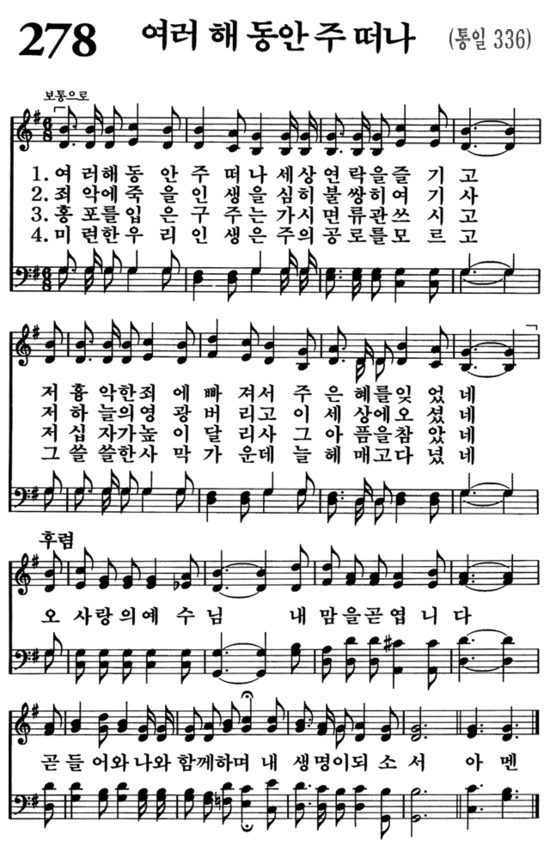 278 여러 해 동안 주 떠나 (통일 336)
보통으로
1. 여 러 해 동 안 주 떠 나 세 상 연 락 을 즐 기 고
2. 죄 악 에 죽 을 인 생 을 심 히 불 쌍 히 여 기 사
3. 홍 포 를 입 은 구 주 는 가 시 면 류 관 쓰 시 고
4. 미 련 한 우 리 인 생 은 주 의 공 로 를 모 르 고
저 흉 악 한 죄 에 빠 져 서 주 은 혜 를 잊 었 네
저 하 늘 의 영 광 버 리 고 이 세 상 에 오 셨 네
저 십 자 가 높 이 달 리 사 그 아 픔 을 참 았 네
그 쓸 쓸 한 사 막 가 운 데 늘 헤 매 고 다 녔 네
후렴
오 사 랑 의 예 수 님 내 맘 을 곧 엽 니 다
곧 들 어 와 나 와 함 께 하 며 내 생 명 이 되 소 서 아 멘